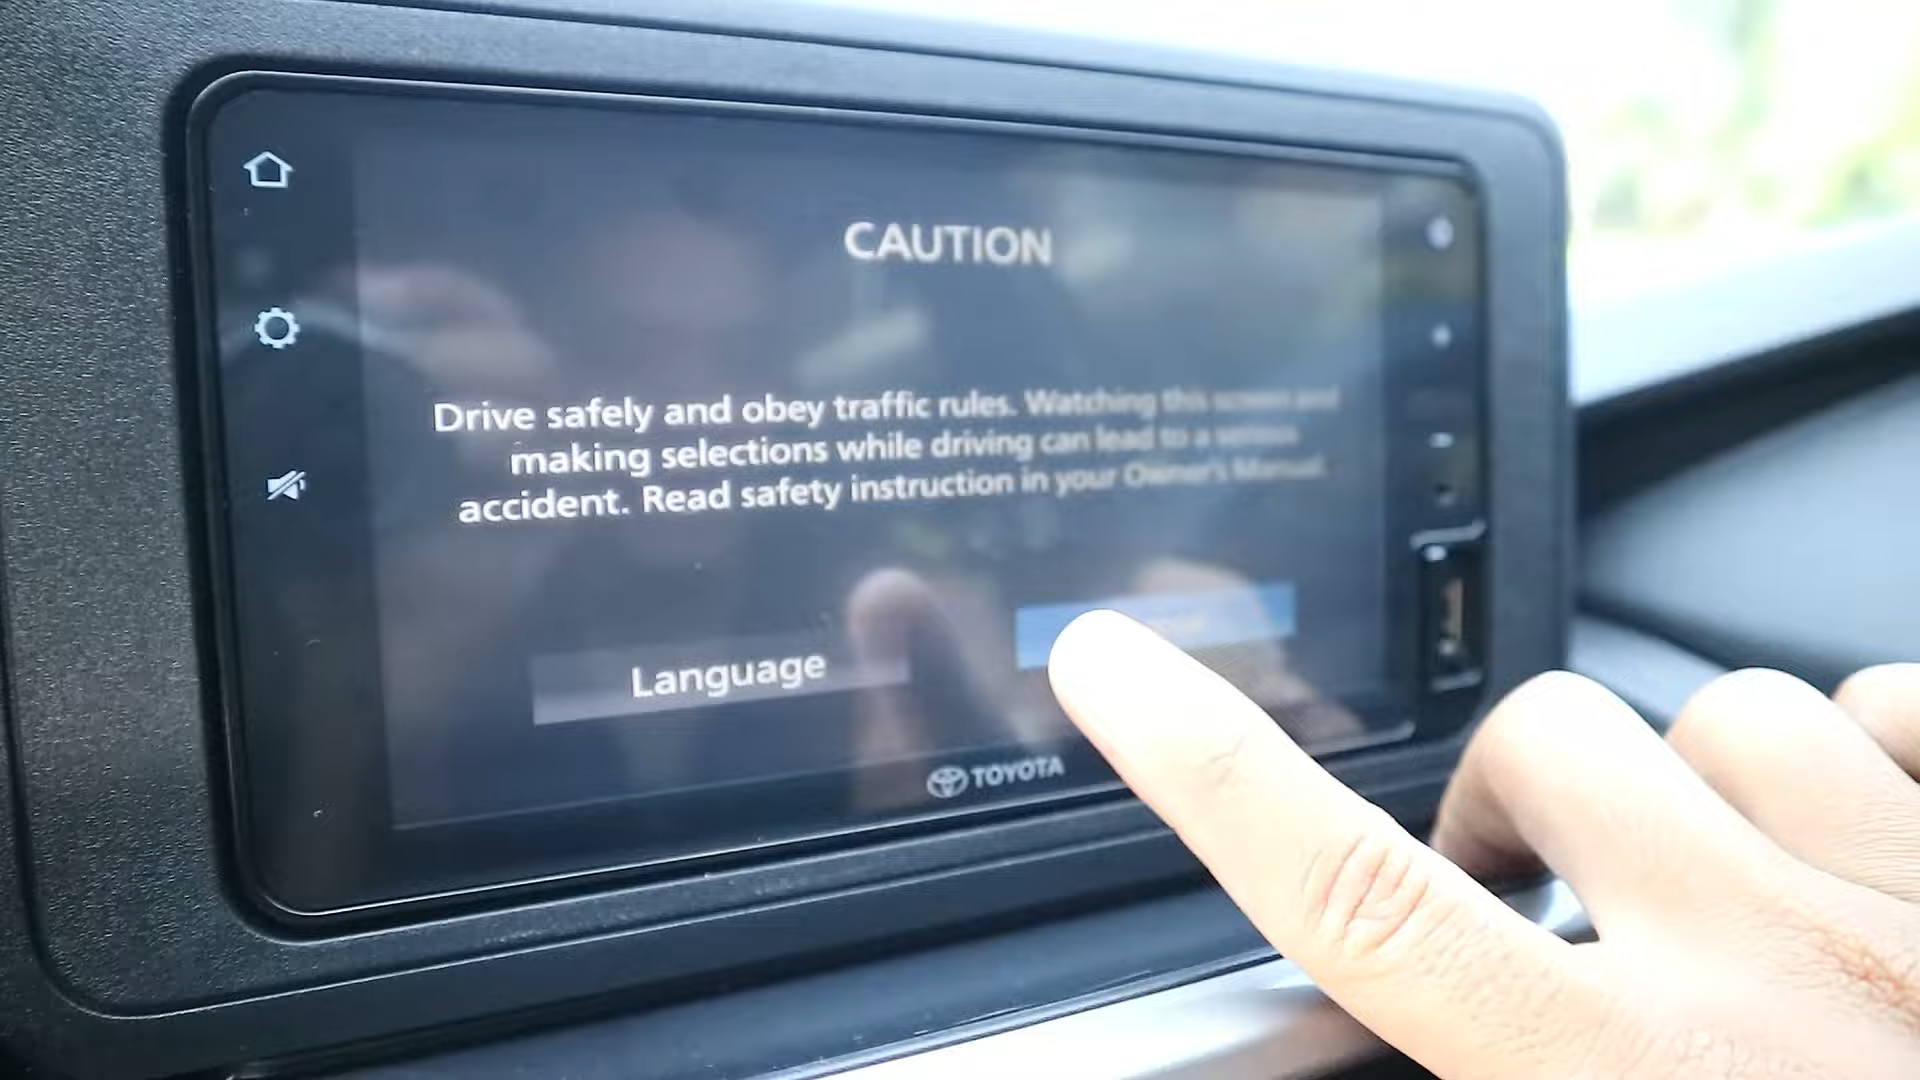 CAUTION
Drive safely and obey traffic rules. Watching this screen and
making selections while driving can lead to a serious
accident. Read safety instruction in your Owner's Manual.
Language
TOYOTA